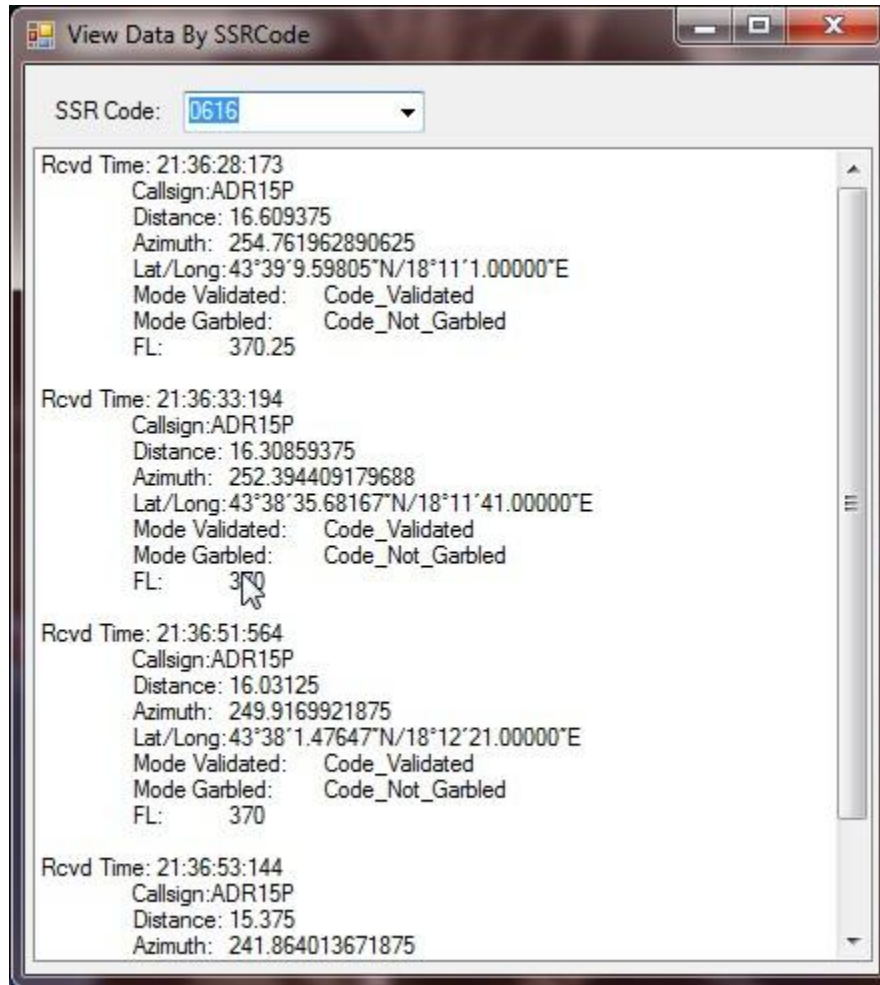 View Data By SSRCode
SSR Code: 0616
Rcvd Time: 21:36:28:173
Callsign:ADR15P
Distance: 16.609375
Azimuth: 254.761962890625
Lat/Long:43°39´9.59805"N/18°11´1.00000"E
Mode Validated: Code_Validated
Mode Garbled: Code_Not_Garbled
FL: 370.25
Rcvd Time: 21:36:33:194
Callsign:ADR15P
Distance: 16.30859375
Azimuth: 252.394409179688
Lat/Long:43°38´35.68167"N/18°11´41.00000"E
Mode Validated: Code_Validated
Mode Garbled: Code_Not_Garbled
FL: 370
Rcvd Time: 21:36:51:564
Callsign:ADR15P
Distance: 16.03125
Azimuth: 249.9169921875
Lat/Long:43°38´1.47647"N/18°12´21.00000"E
Mode Validated: Code_Validated
Mode Garbled: Code_Not_Garbled
FL: 370
Rcvd Time: 21:36:53:144
Callsign:ADR15P
Distance: 15.375
Azimuth: 241.864013671875